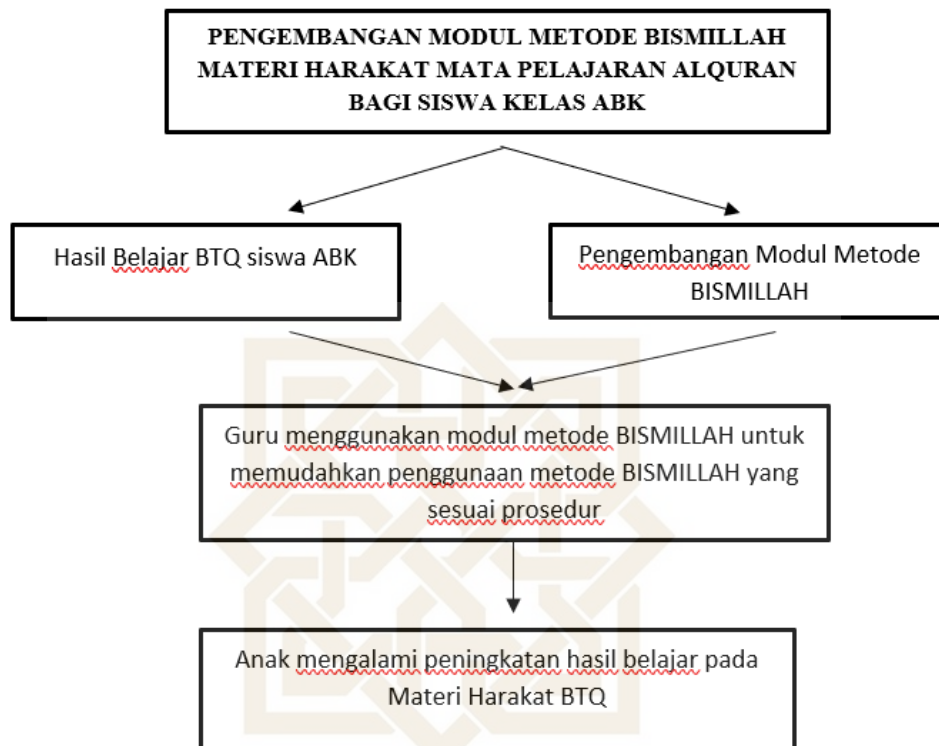 PENGEMBANGAN MODUL METODE BISMILLAH
MATERI HARAKAT MATA PELAJARAN ALQURAN
BAGI SISWA KELAS ABK
Hasil Belajar BTQ siswa ABK
Pengembangan Modul Metode
BISMILLAH
Guru menggunakan modul metode BISMILLAH untuk
memudahkan penggunaan metode BISMILLAH yang
sesuai prosedur
Anak mengalami peningkatan hasil belajar pada
Materi Harakat BTQ